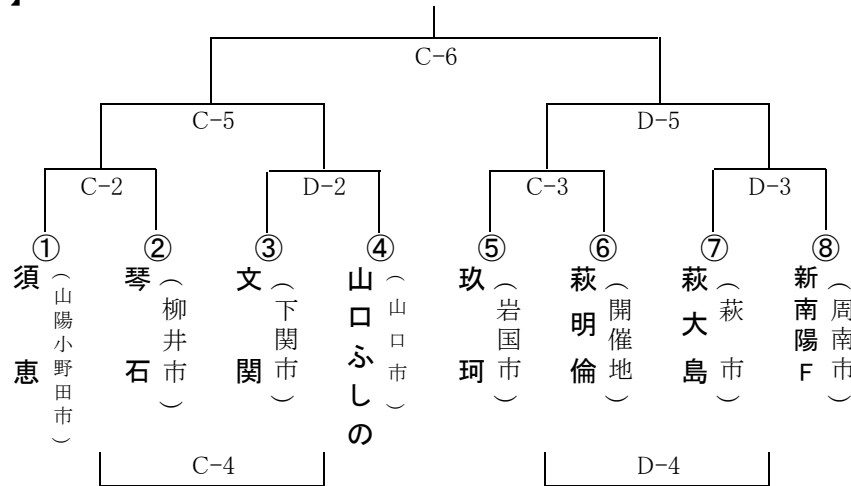 】
C-6
C-5
D-5
C-2
D-2
C-3
D-3
①
②
③
④
⑤
⑥
⑦
⑧
須恵
（山陽小野田市）
琴石
（柳井市）
文関
（下関市）
山口ふしの
（山口市）
玖珂
（岩国市）
萩明倫
（開催地）
萩大島
（萩市）
新南陽F
（周南市）
C-4
D-4